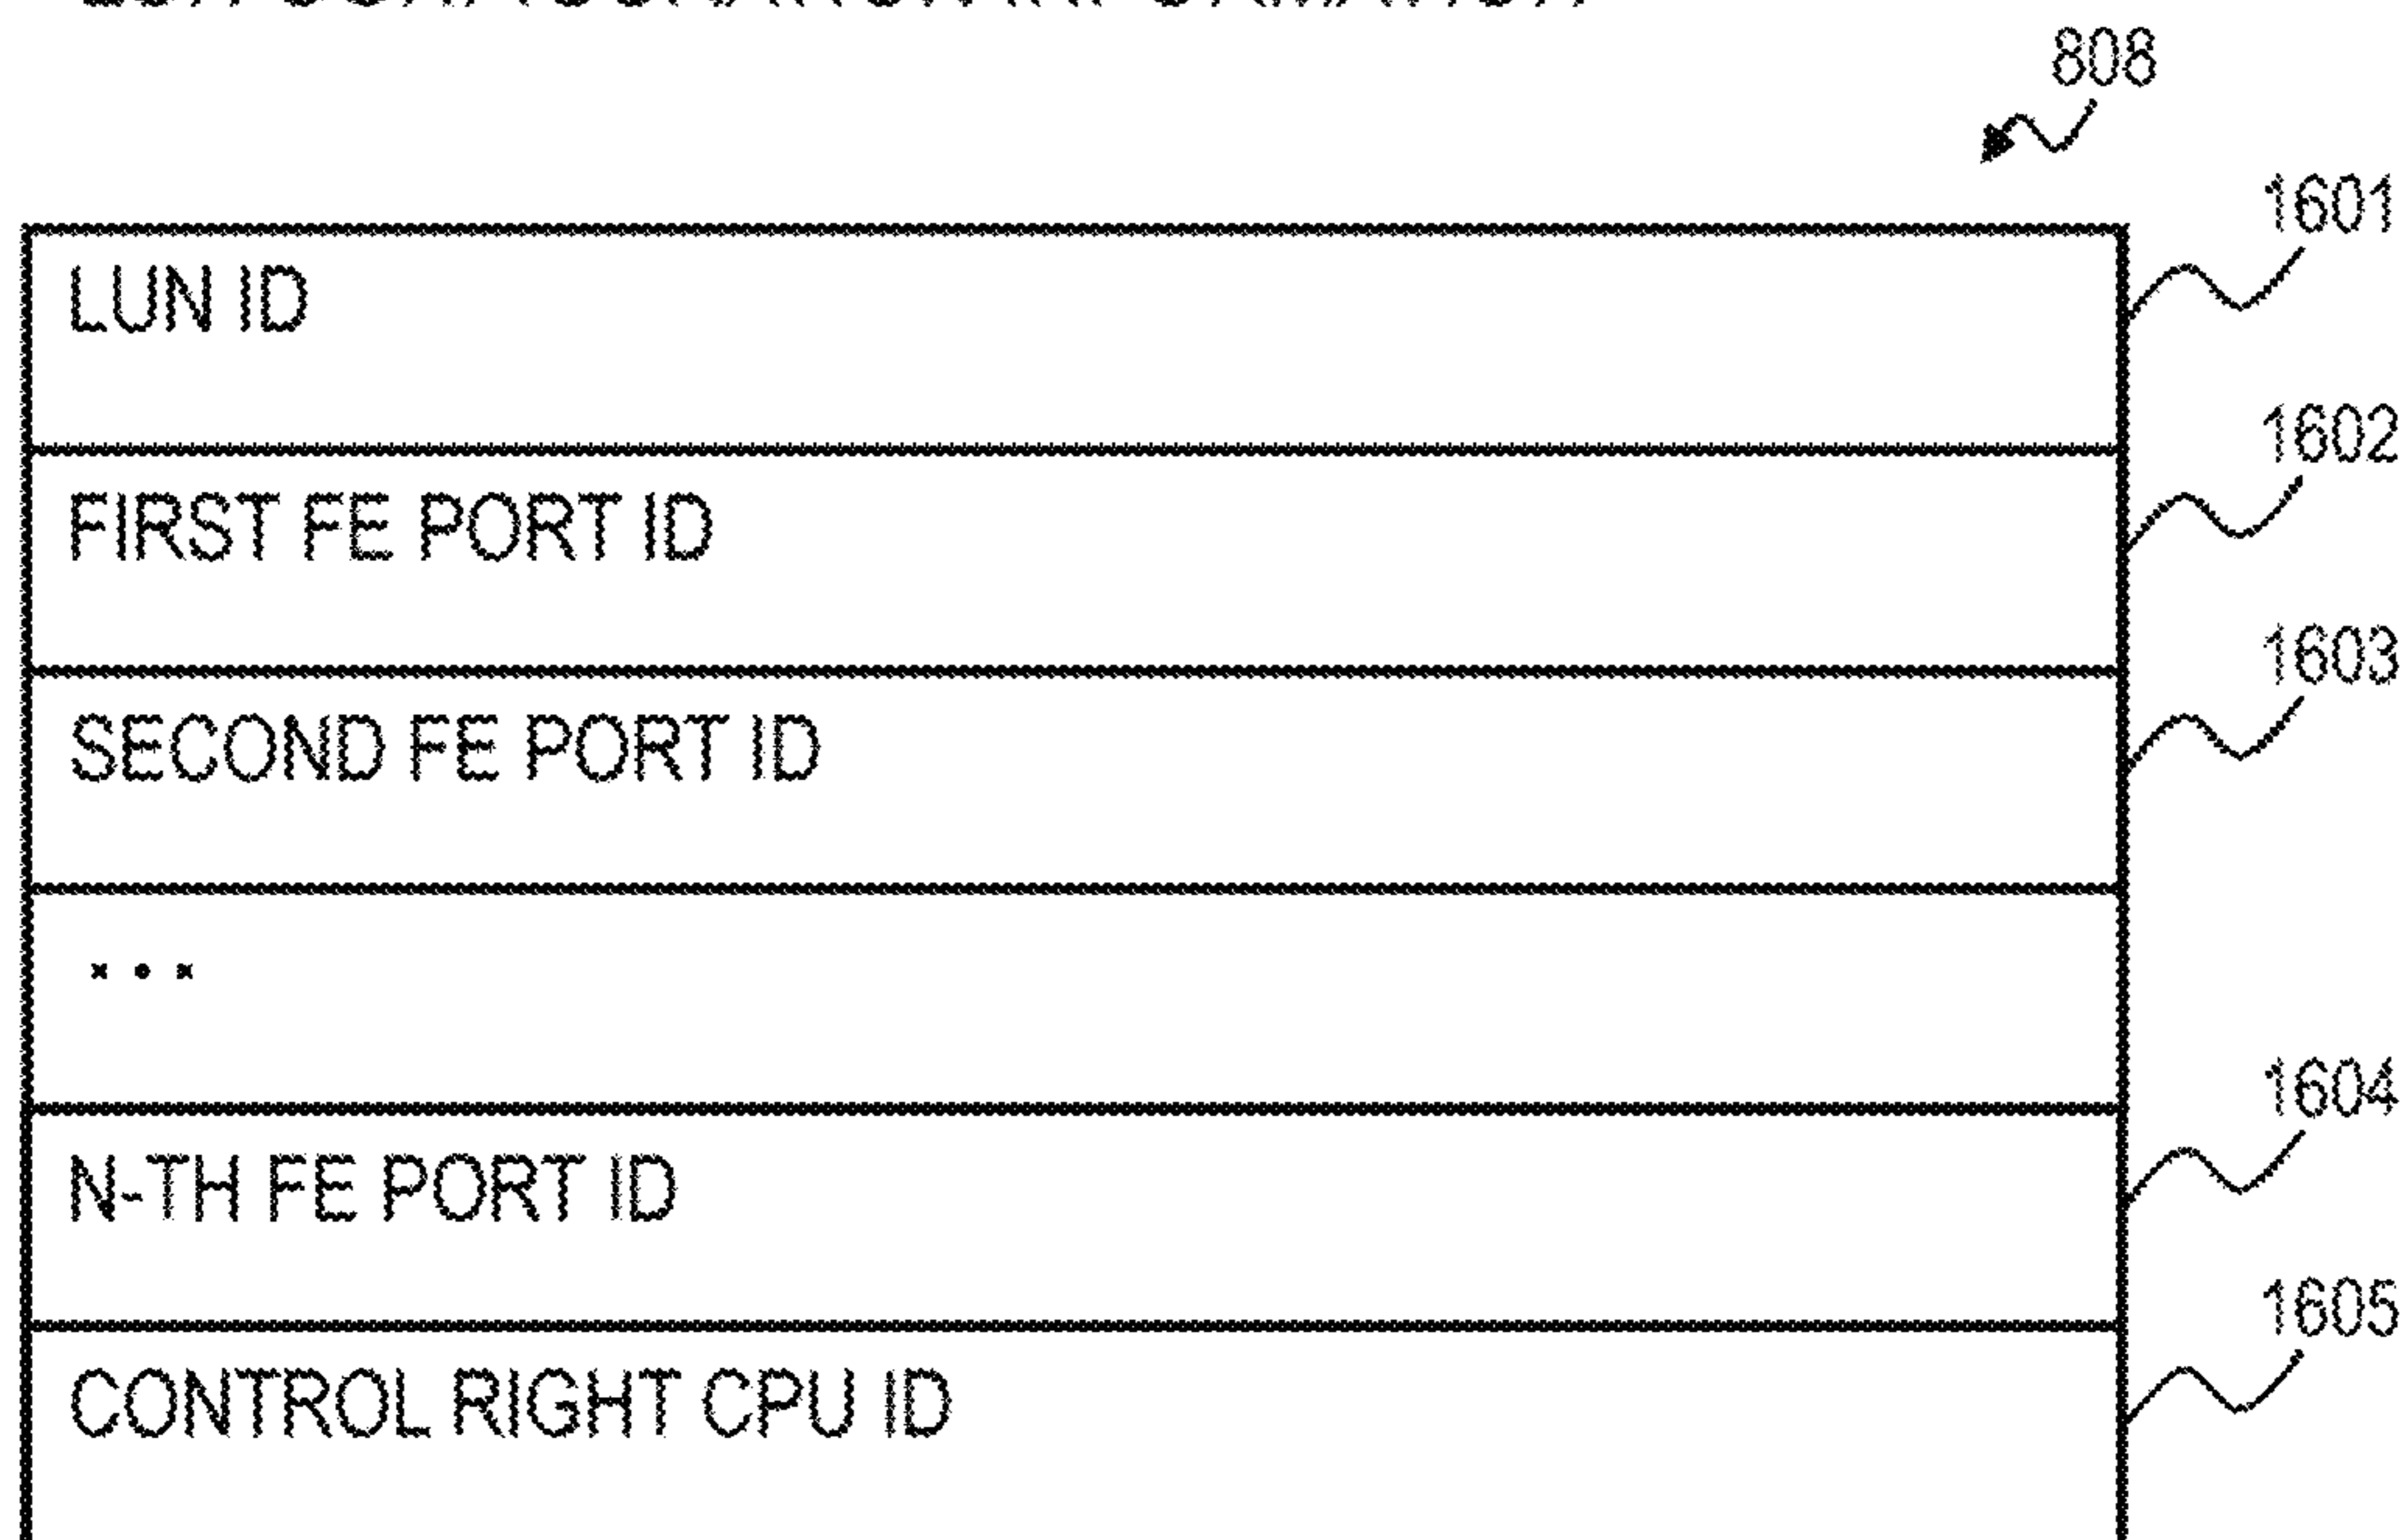 808
1601
LUN ID
1602
FIRST FE PORT ID
1603
SECOND FE PORT ID
...
1604
N-TH FE PORT ID
1605
CONTROL RIGHT CPU ID